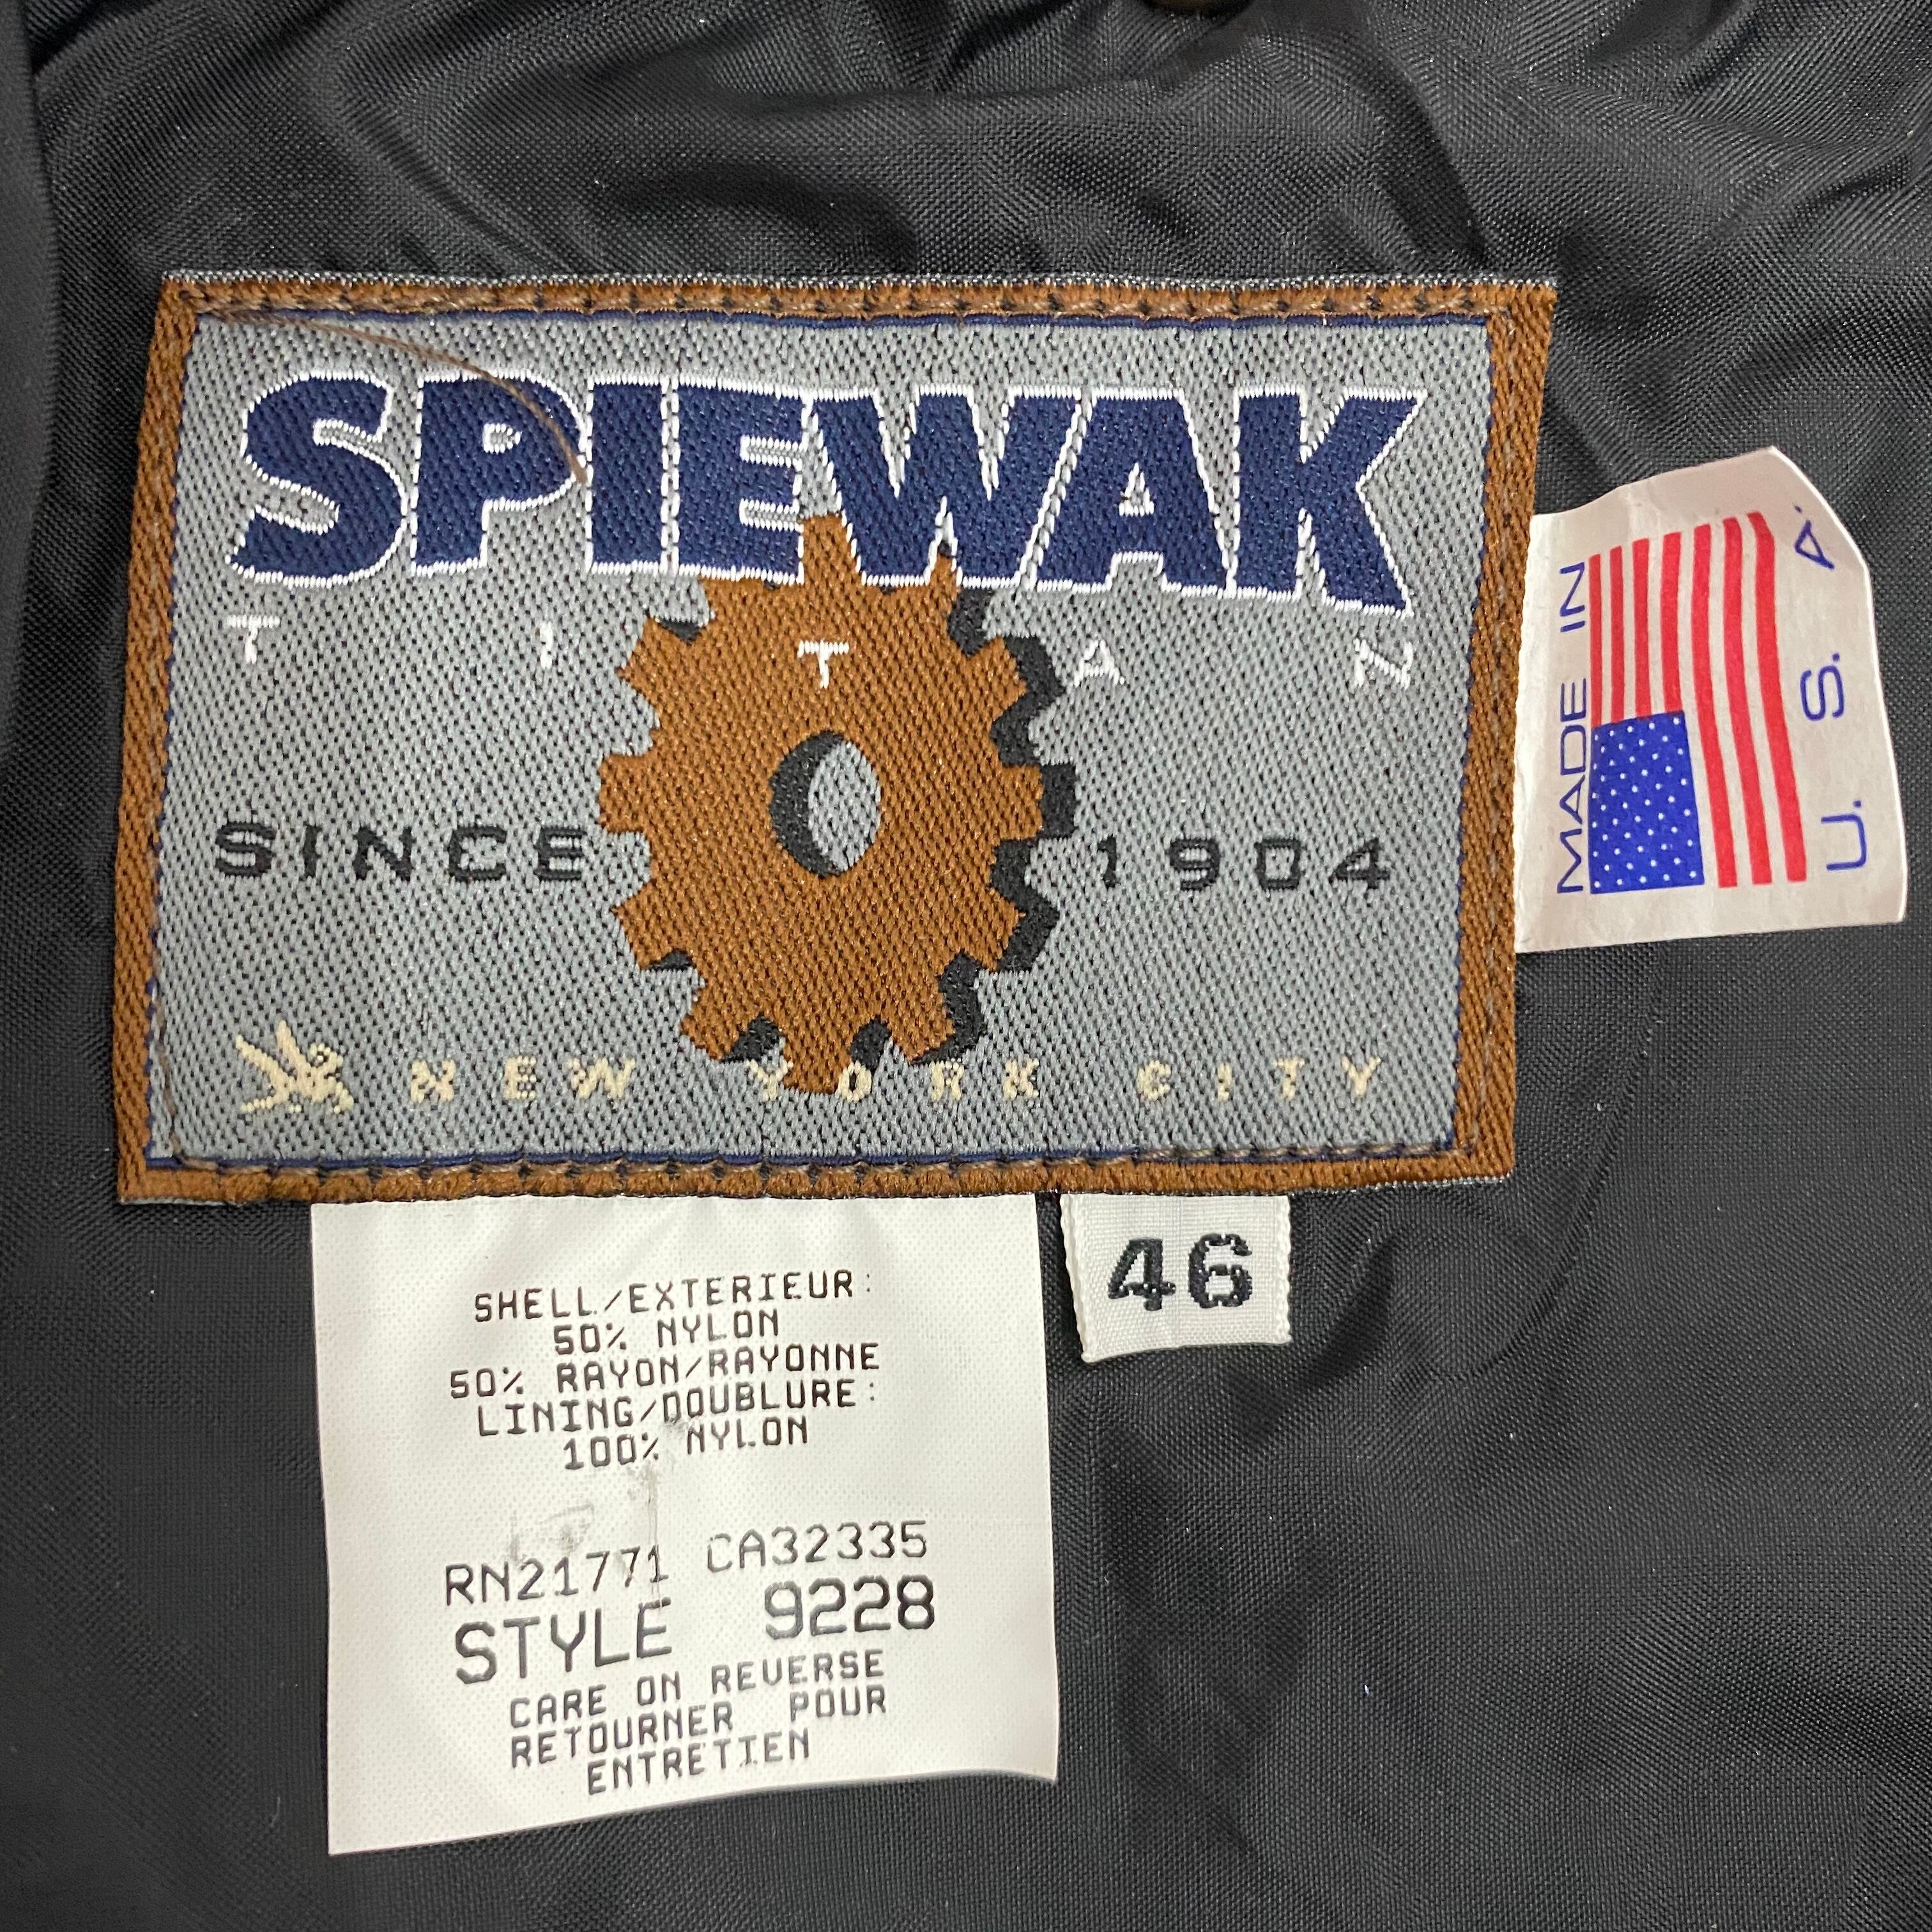 SPIEWAK
TITAN
SINCE 1904
NEW YORK CITY
MADE IN
U. S. A.
46
SHELL/EXTERIEUR:
50% NYLON
50% RAYON/RAYONNE
LINING/DOUBLURE:
100% NYLON
RN21771 CA32335
STYLE 9228
CARE ON REVERSE
RETOURNER POUR
ENTRETIEN